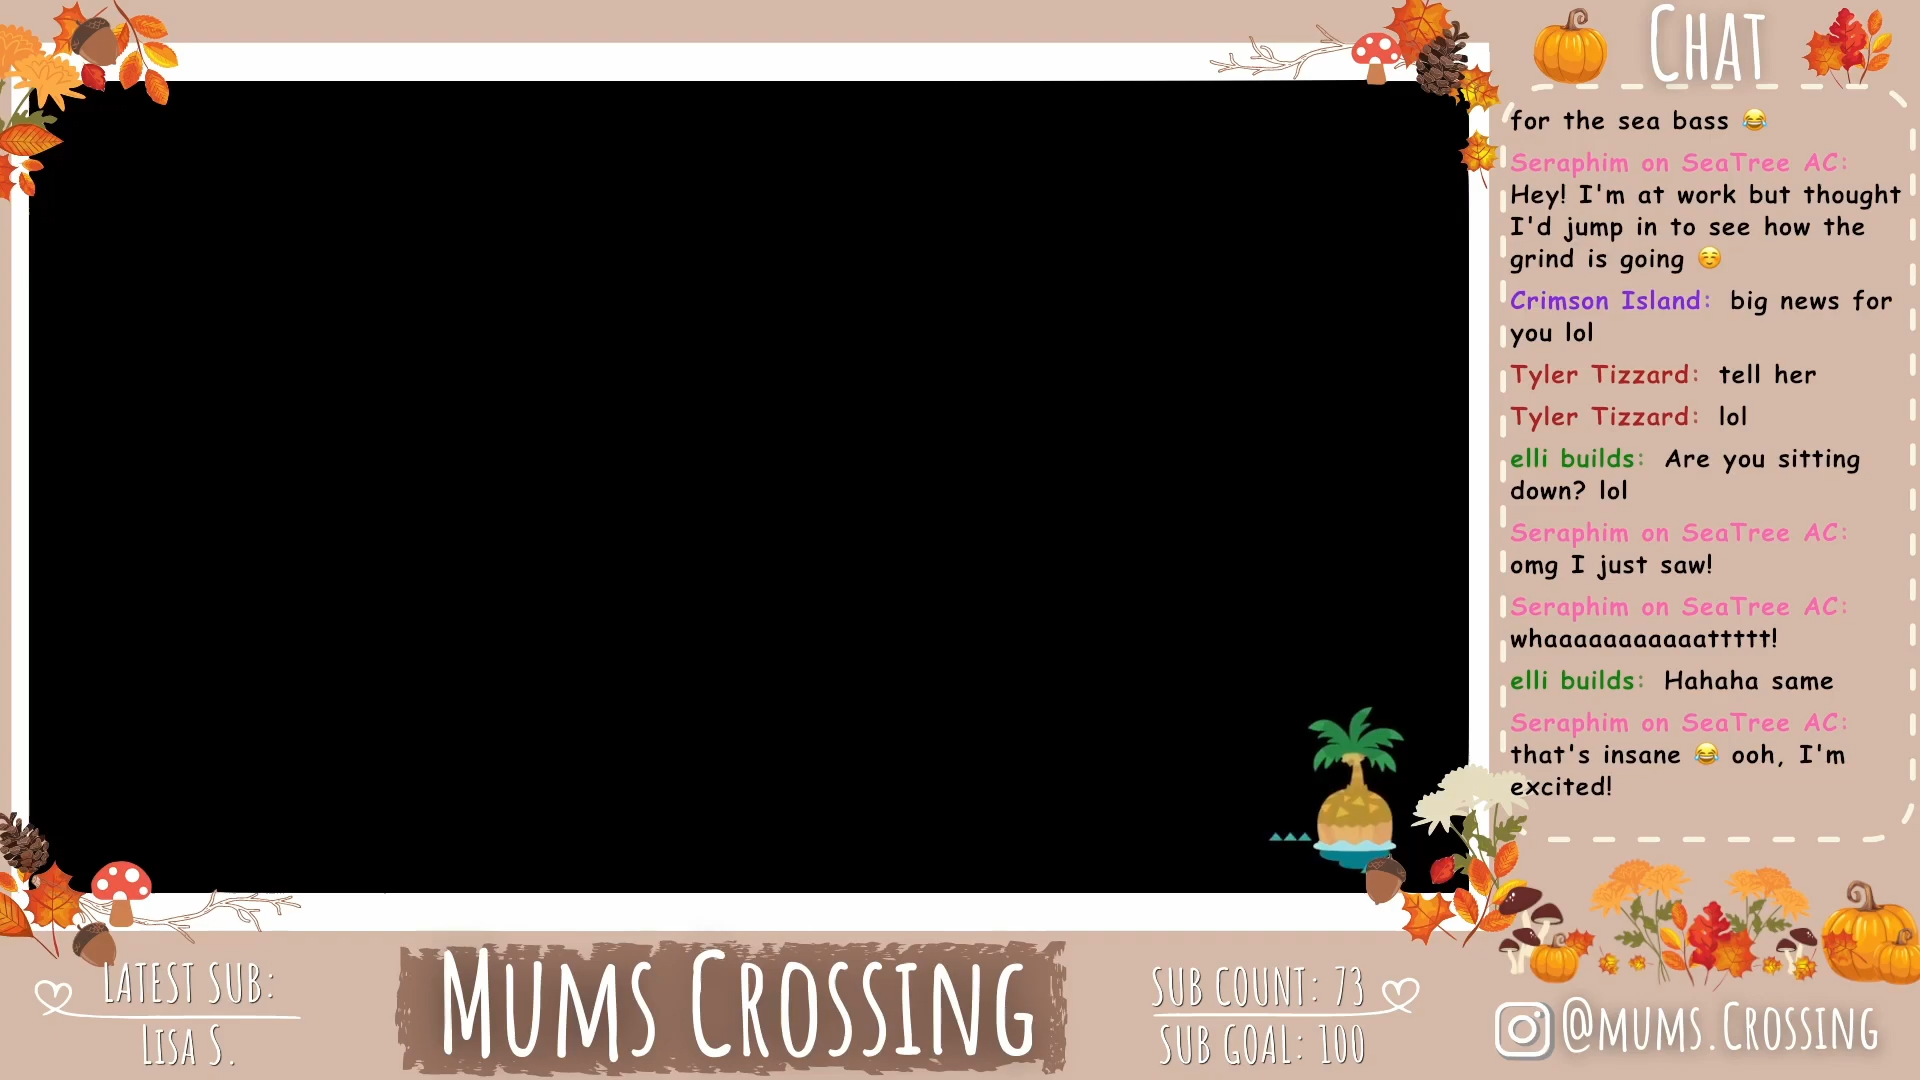 CHAT
for the sea bass 😂
Seraphim on SeaTree AC:
Hey! I'm at work but thought
I'd jump in to see how the
grind is going ☺️
Crimson Island: big news for
you lol
Tyler Tizzard: tell her
Tyler Tizzard: lol
elli builds: Are you sitting
down? lol
Seraphim on SeaTree AC:
omg I just saw!
Seraphim on SeaTree AC:
whaaaaaaaaaaattttt!
elli builds: Hahaha same
Seraphim on SeaTree AC:
that's insane 😂 ooh, I'm
excited!
LATEST SUB:
LISA S.
MUMS CROSSING
SUB COUNT: 73
SUB GOAL: 100
@MUMS.CROSSING